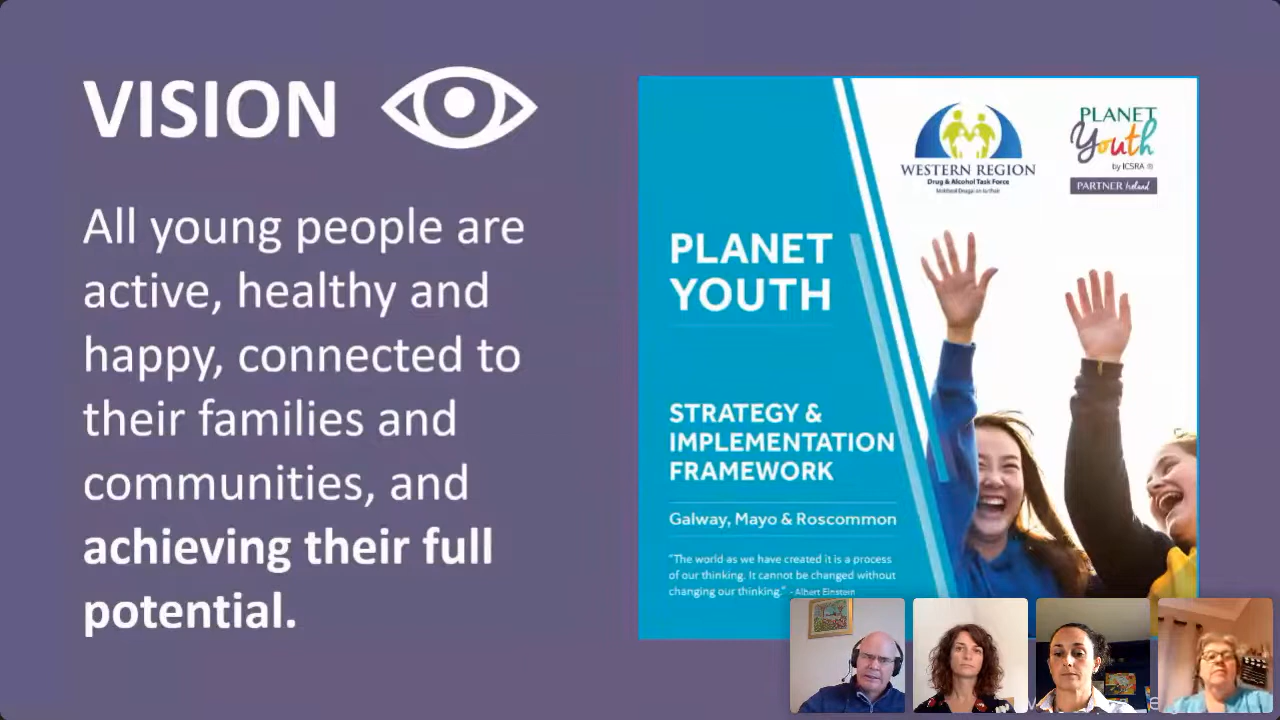 VISION
All young people are
active, healthy and
happy, connected to
their families and
communities, and
achieving their full
potential.
WESTERN REGION
Drug & Alcohol Task Force
PLANET
Youth
by ICSRA ®
PARTNER Ireland
PLANET
YOUTH
STRATEGY &
IMPLEMENTATION
FRAMEWORK
Galway, Mayo & Roscommon
"The world as we have created it is a process
of our thinking. It cannot be changed without
changing our thinking." - Albert Einstein